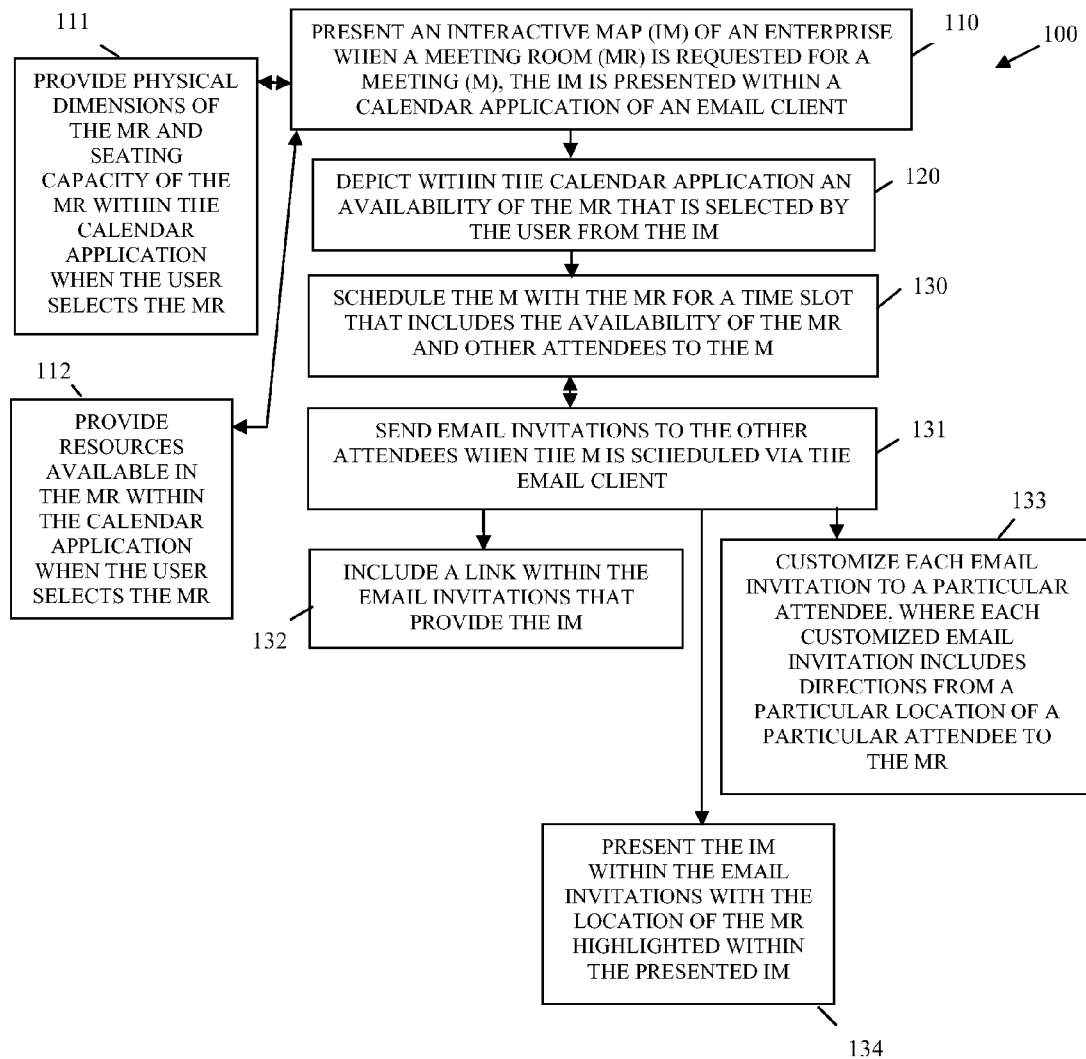 111
PROVIDE PHYSICAL
DIMENSIONS OF
THE MR AND
SEATING
CAPACITY OF THE
MR WITHIN THE
CALENDAR
APPLICATION
WHEN THE USER
SELECTS THE MR
PRESENT AN INTERACTIVE MAP (IM) OF AN ENTERPRISE
WHEN A MEETING ROOM (MR) IS REQUESTED FOR A
MEETING (M), THE IM IS PRESENTED WITHIN A
CALENDAR APPLICATION OF AN EMAIL CLIENT
110
100
DEPICT WITHIN THE CALENDAR APPLICATION AN
AVAILABILITY OF THE MR THAT IS SELECTED BY
THE USER FROM THE IM
120
SCHEDULE THE M WITH THE MR FOR A TIME SLOT
THAT INCLUDES THE AVAILABILITY OF THE MR
AND OTHER ATTENDEES TO THE M
130
112
PROVIDE
RESOURCES
AVAILABLE IN
THE MR WITHIN
THE CALENDAR
APPLICATION
WHEN THE USER
SELECTS THE MR
SEND EMAIL INVITATIONS TO THE OTHER
ATTENDEES WHEN THE M IS SCHEDULED VIA THE
EMAIL CLIENT
131
INCLUDE A LINK WITHIN THE
EMAIL INVITATIONS THAT
PROVIDE THE IM
132
133
CUSTOMIZE EACH EMAIL
INVITATION TO A PARTICULAR
ATTENDEE, WHERE EACH
CUSTOMIZED EMAIL
INVITATION INCLUDES
DIRECTIONS FROM A
PARTICULAR LOCATION OF A
PARTICULAR ATTENDEE TO
THE MR
PRESENT THE IM
WITHIN THE EMAIL
INVITATIONS WITH THE
LOCATION OF THE MR
HIGHLIGHTED WITHIN
THE PRESENTED IM
134